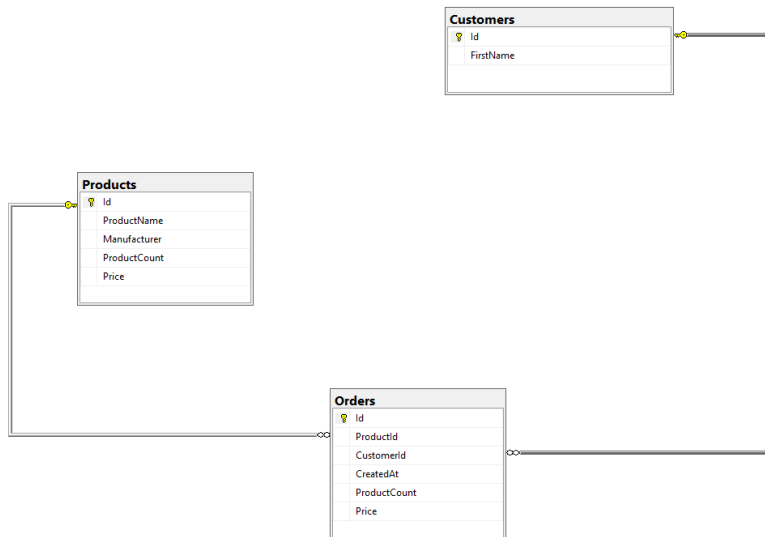 Customers
Id
FirstName
Products
Id
ProductName
Manufacturer
ProductCount
Price
Orders
Id
ProductId
CustomerId
CreatedAt
ProductCount
Price